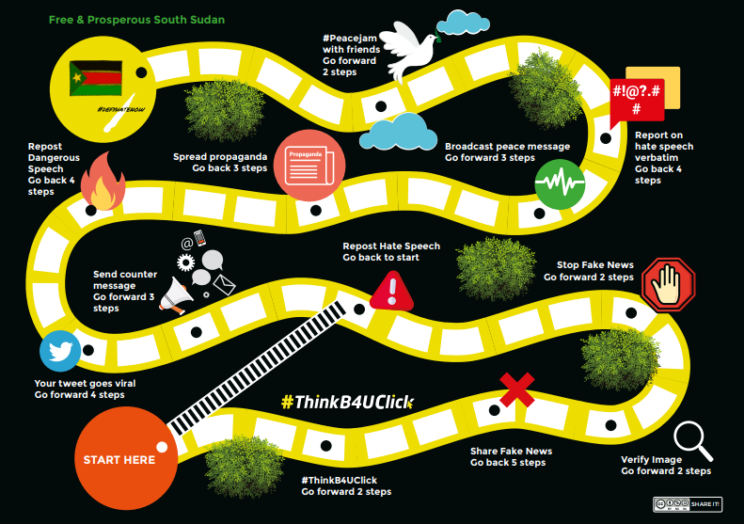 Free & Prosperous South Sudan
#DEFYHATENOW
#Peacejam
with friends
Go forward
2 steps
#!@?.#
#
Report on
hate speech
verbatim
Go back 4
steps
Broadcast peace message
Go forward 3 steps
Propaganda
Spread propaganda
Go back 3 steps
Repost
Dangerous
Speech
Go back 4
steps
@
Send counter
message
Go forward 3
steps
Repost Hate Speech
Go back to start
!
Stop Fake News
Go forward 2 steps
Your tweet goes viral
Go forward 4 steps
#ThinkB4UClick
START HERE
#ThinkB4UClick
Go forward 2 steps
Share Fake News
Go back 5 steps
Verify Image
Go forward 2 steps
SHARE IT!